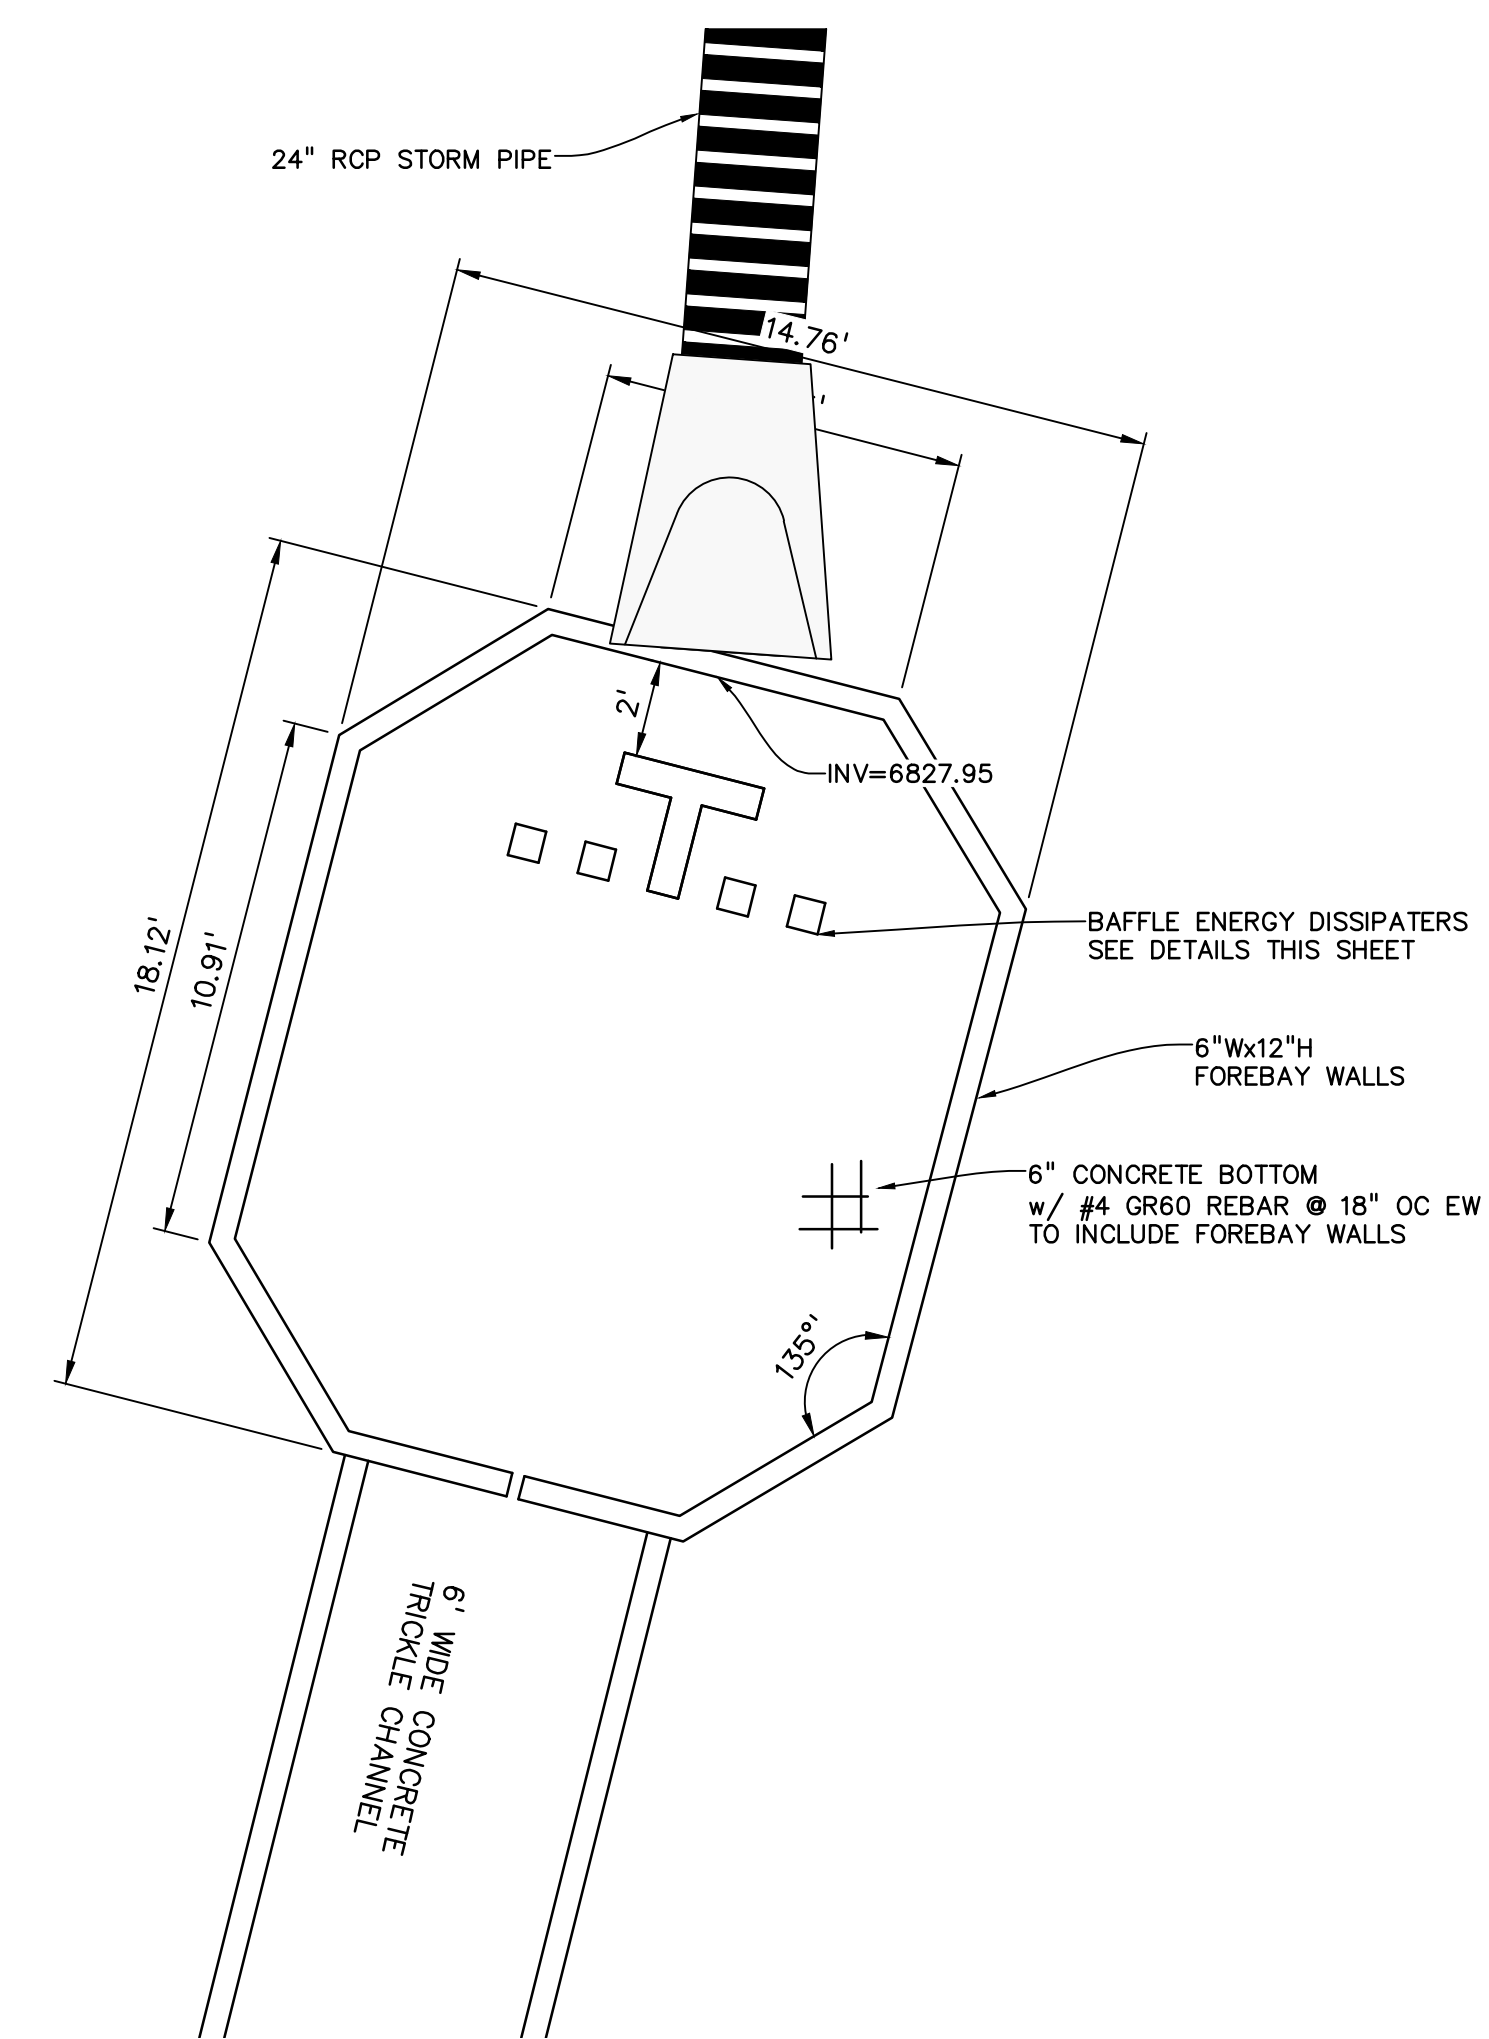 24" RCP STORM PIPE
14.76'
2'
INV=6827.95
18.12'
10.91'
BAFFLE ENERGY DISSIPATERS
SEE DETAILS THIS SHEET
6"Wx12"H
FOREBAY WALLS
6" CONCRETE BOTTOM
w/ #4 GR60 REBAR @ 18" OC EW
TO INCLUDE FOREBAY WALLS
135°'
6' WIDE CONCRETE
TRICKLE CHANNEL